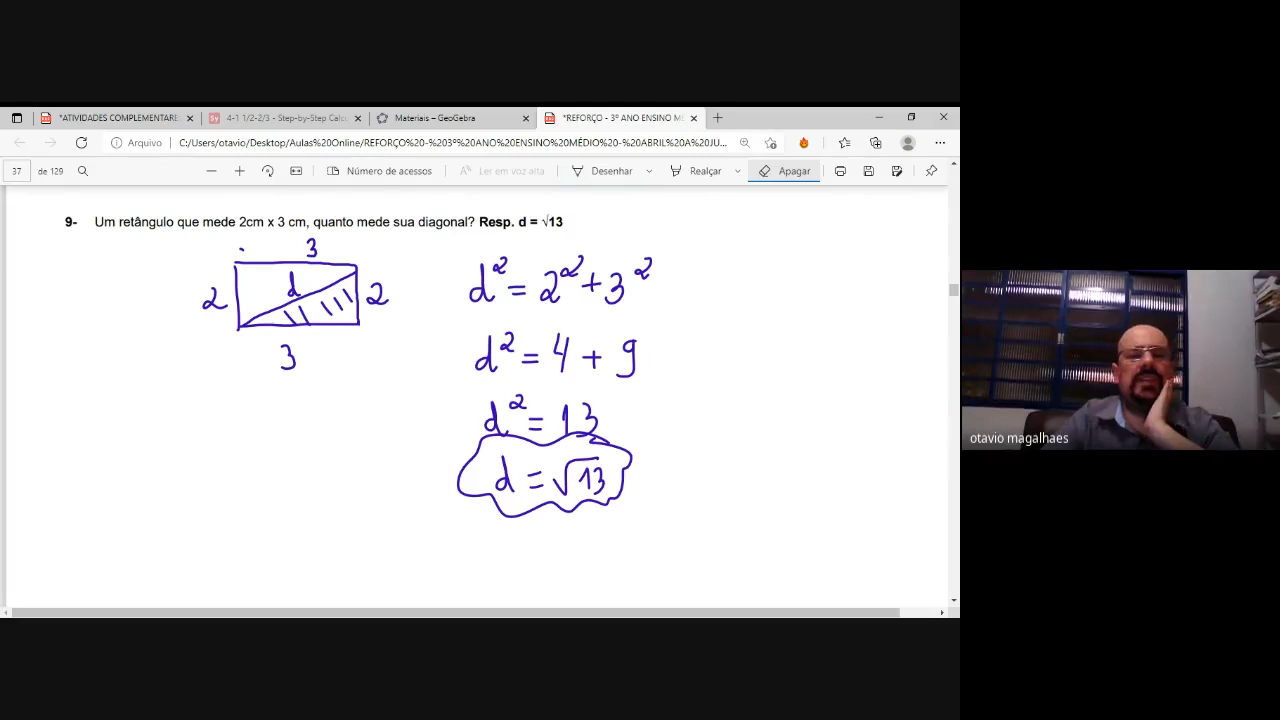 *ATIVIDADES COMPLEMENTARE
4-1 1/2-2/3 - Step-by-Step Calcu
Materiais – GeoGebra
*REFORÇO - 3º ANO ENSINO MÉ
Arquivo
C:/Users/otavio/Desktop/Aulas%20Online/REFORÇO%20-%203º%20ANO%20ENSINO%20MÉDIO%20-%20ABRIL%20A%20JU...
37 de 129
Número de acessos
Ler em voz alta
Desenhar
Realçar
Apagar
9- Um retângulo que mede 2cm x 3 cm, quanto mede sua diagonal? Resp. d = √13
3
2 d 2
3
d² = 2² + 3²
d² = 4 + 9
d² = 13
d = √13
otavio magalhaes